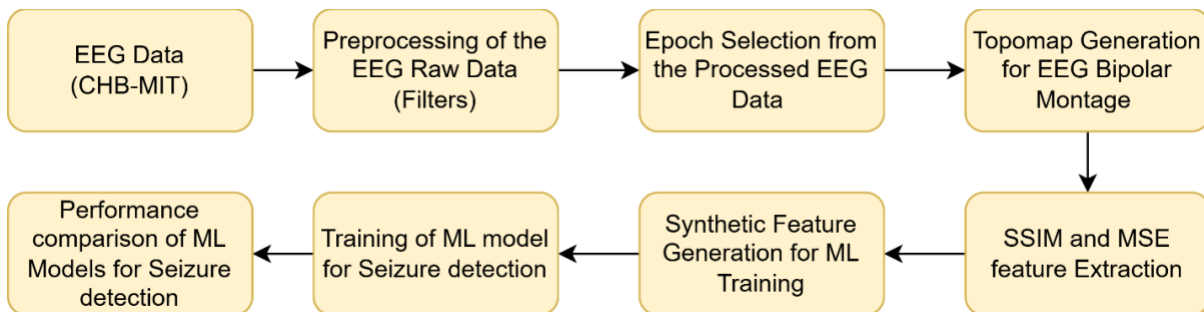 EEG Data
(CHB-MIT)
Preprocessing of the
EEG Raw Data
(Filters)
Epoch Selection from
the Processed EEG
Data
Topomap Generation
for EEG Bipolar
Montage
SSIM and MSE
feature Extraction
Synthetic Feature
Generation for ML
Training
Training of ML model
for Seizure detection
Performance
comparison of ML
Models for Seizure
detection